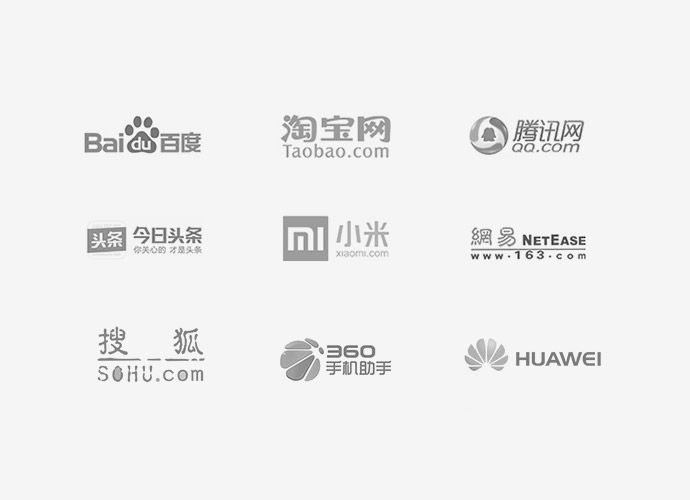 Bai du 百度
淘宝网
Taobao.com
腾讯网
QQ.com
头条 今日头条
你关心的 才是头条
mi 小米
xiaomi.com
網易 NETEASE
www.163.com
搜狐
SOHU.com
360
手机助手
HUAWEI